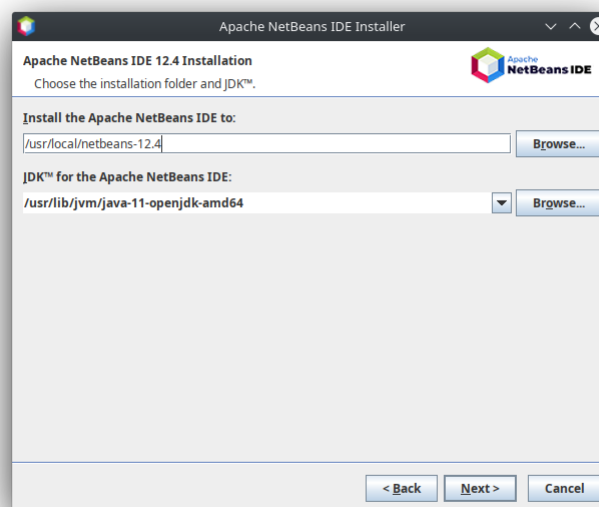 Apache NetBeans IDE Installer
Apache NetBeans IDE 12.4 Installation
Choose the installation folder and JDK™.
Apache
NetBeans IDE
Install the Apache NetBeans IDE to:
/usr/local/netbeans-12.4
Browse...
JDK™ for the Apache NetBeans IDE:
/usr/lib/jvm/java-11-openjdk-amd64
Browse...
< Back
Next >
Cancel